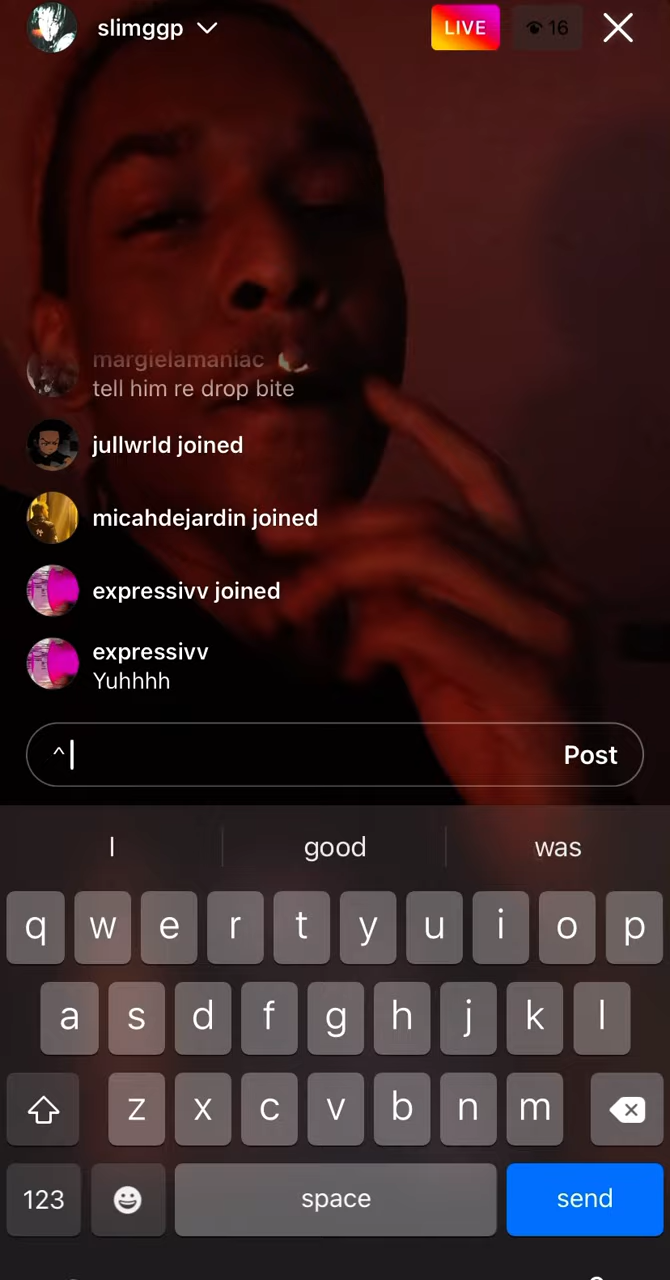 slimggp
LIVE
16
margielamaniac
tell him re drop bite
jullwrld joined
micahdejardin joined
expressivv joined
expressivv
Yuhhhh
^
Post
I
good
was
q w e r t y u i o p
a s d f g h j k l
z x c v b n m
123
space
send